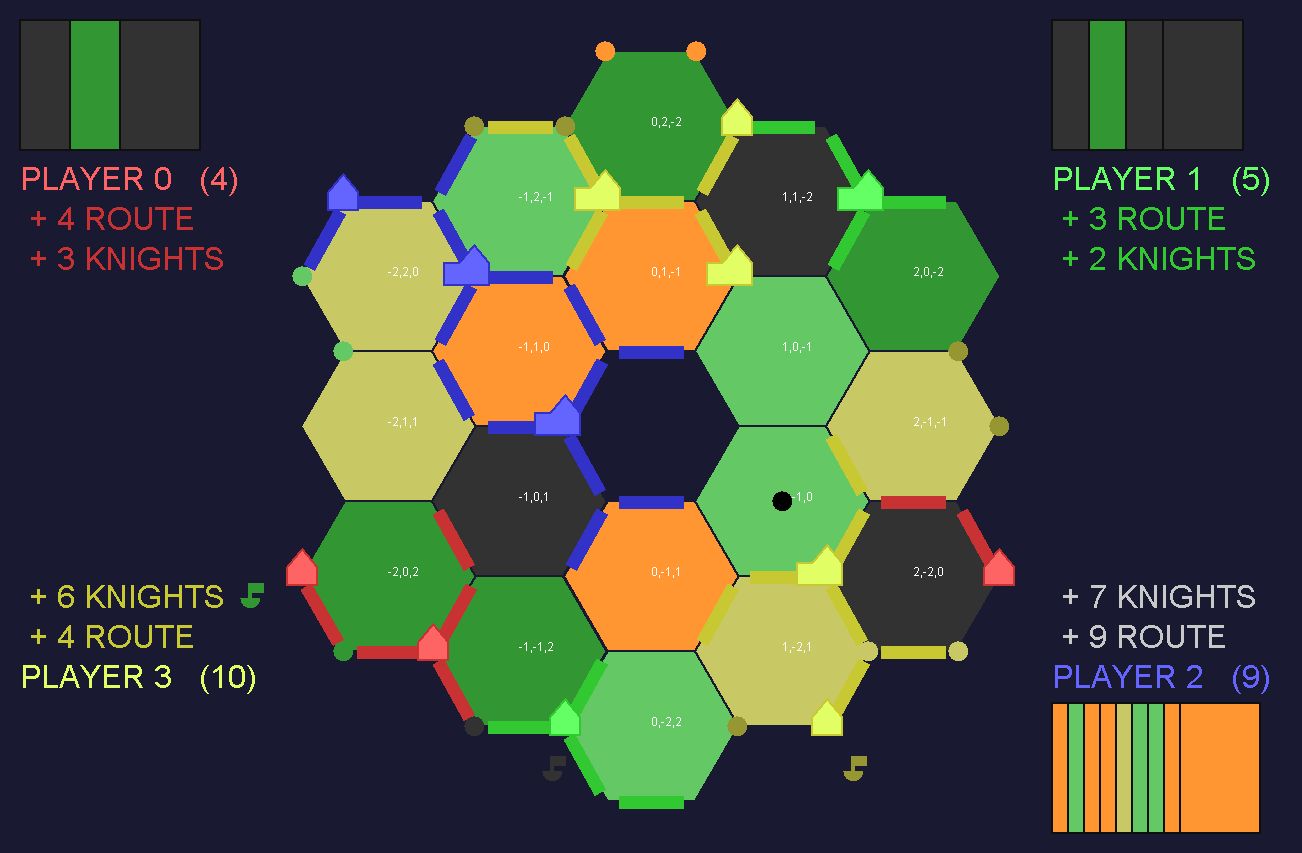 PLAYER 0 (4)
+ 4 ROUTE
+ 3 KNIGHTS
PLAYER 1 (5)
+ 3 ROUTE
+ 2 KNIGHTS
0,2,-2
-1,2,-1
1,1,-2
-2,2,0
0,1,-1
2,0,-2
-1,1,0
1,0,-1
-2,1,1
2,-1,-1
-1,0,1
-1,0
-2,0,2
0,-1,1
2,-2,0
-1,-1,2
1,-2,1
0,-2,2
+ 6 KNIGHTS
+ 4 ROUTE
PLAYER 3 (10)
+ 7 KNIGHTS
+ 9 ROUTE
PLAYER 2 (9)